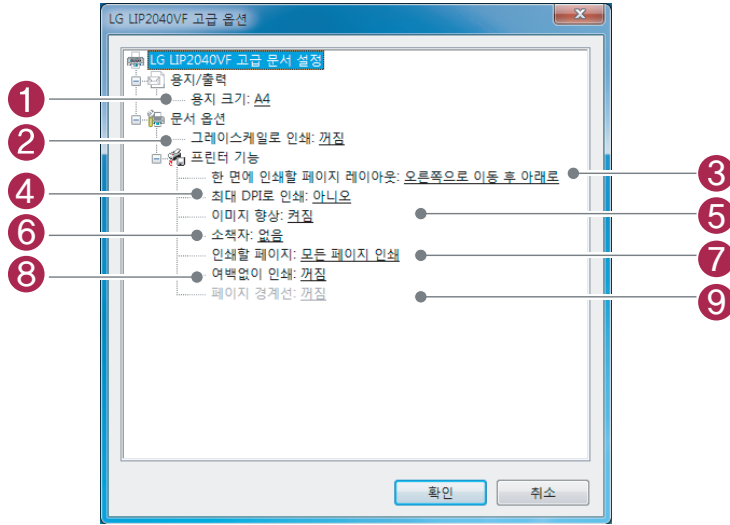 LG LIP2040VF 고급 옵션
LG LIP2040VF 고급 문서 설정
용지/출력
1 용지 크기: A4
문서 옵션
2 그레이스케일로 인쇄: 꺼짐
프린터 기능
한 면에 인쇄할 페이지 레이아웃: 오른쪽으로 이동 후 아래로 3
4 최대 DPI로 인쇄: 아니오
이미지 향상: 켜짐 5
6 소책자: 없음
인쇄할 페이지: 모든 페이지 인쇄 7
8 여백없이 인쇄: 꺼짐
페이지 경계선: 꺼짐 9
확인 취소